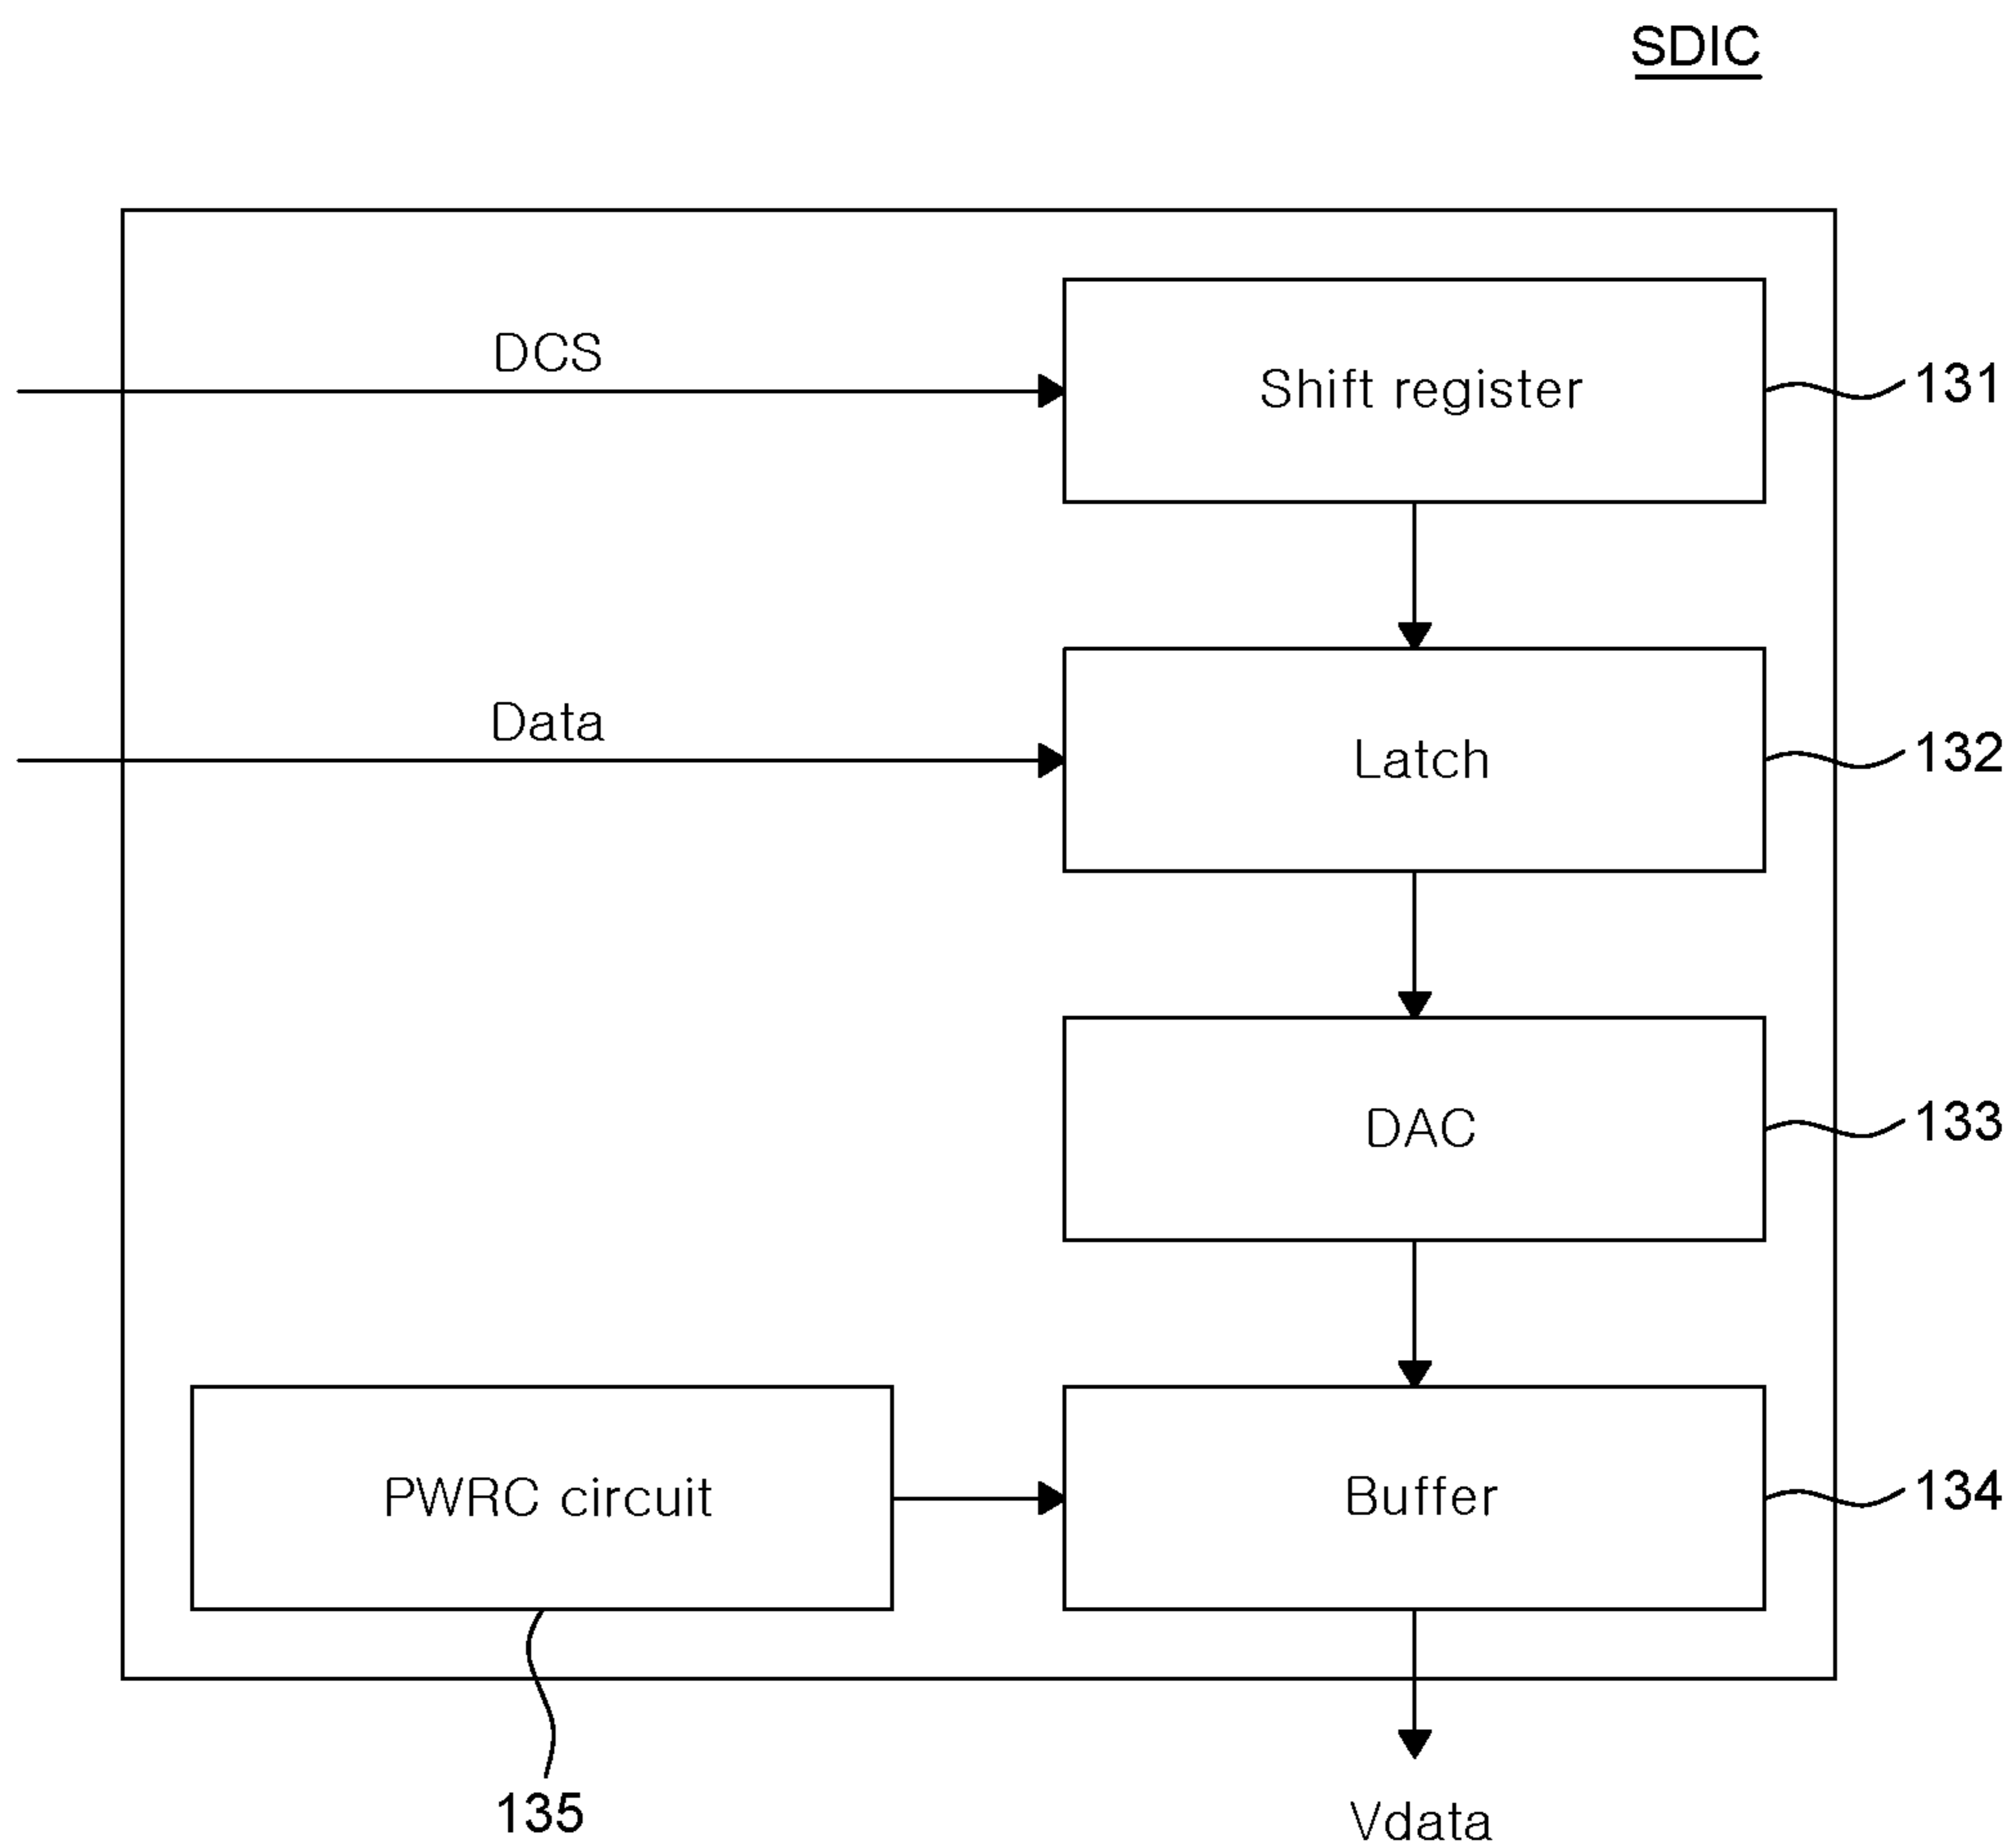 SDIC
DCS
Shift register
131
Data
Latch
132
DAC
133
PWRC circuit
Buffer
134
135
Vdata